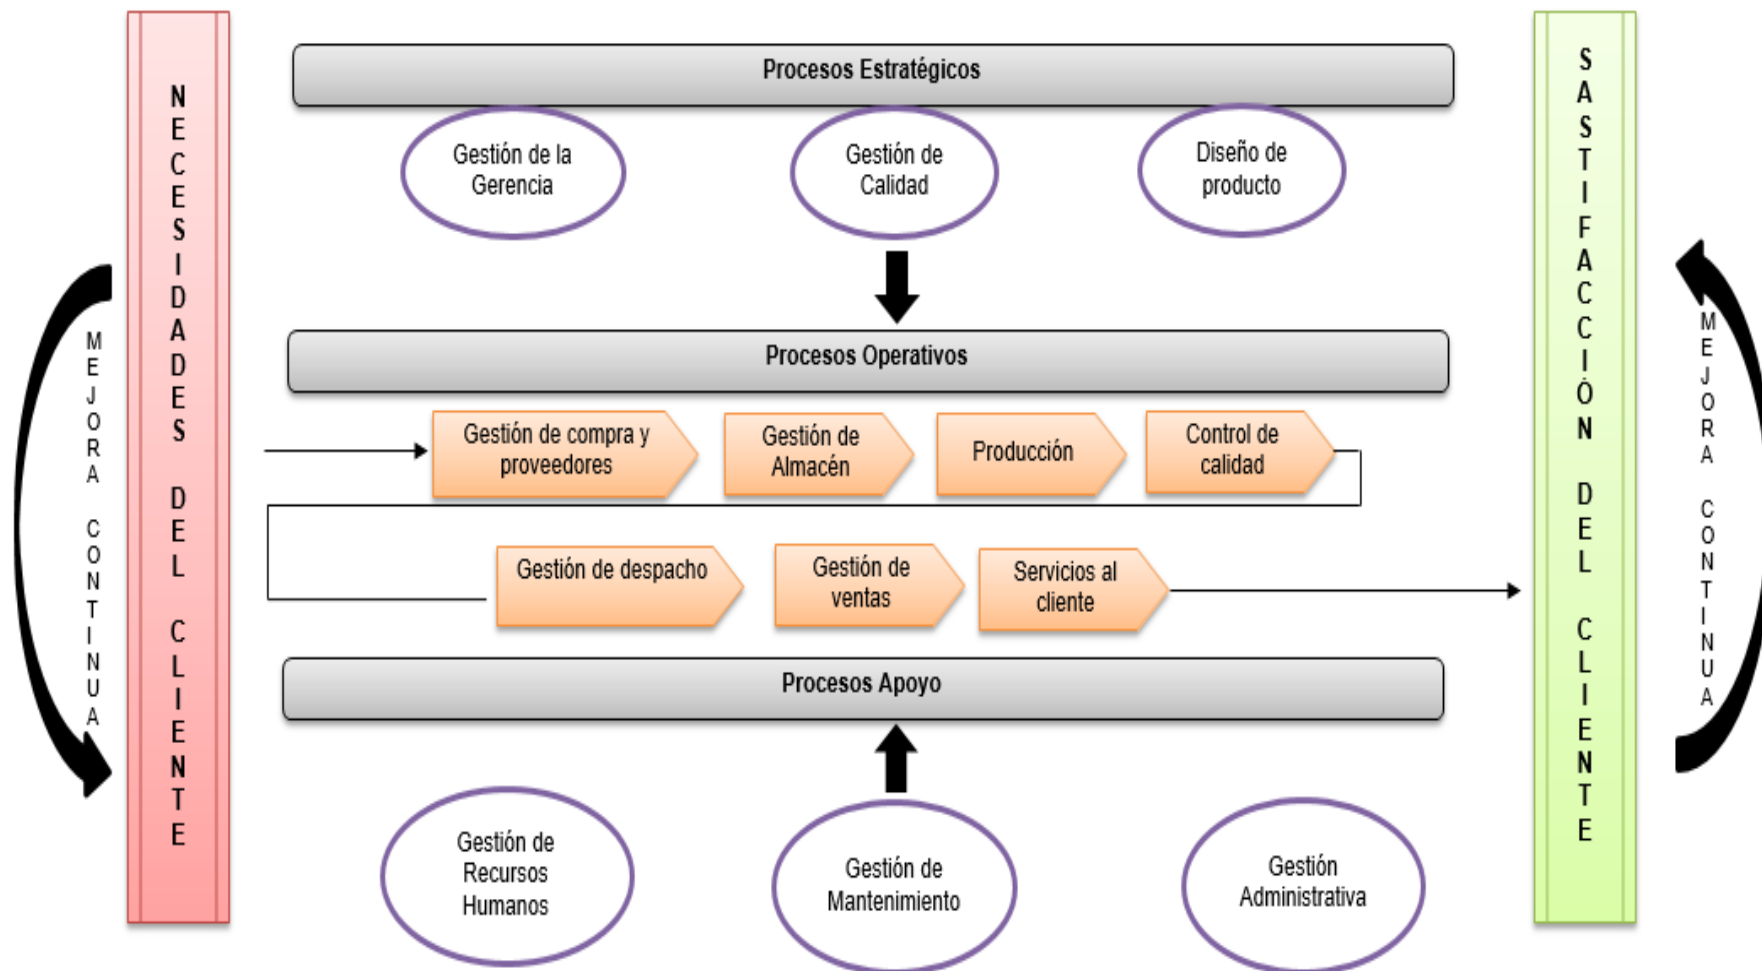 Procesos Estratégicos
Gestión de la
Gerencia
Gestión de
Calidad
Diseño de
producto
NECESIDADES DEL CLIENTE
SASTIFACCIÓN DEL CLIENTE
MEJORA CONTINUA
MEJORA CONTINUA
Procesos Operativos
Gestión de compra y
proveedores
Gestión de
Almacén
Producción
Control de
calidad
Gestión de despacho
Gestión de
ventas
Servicios al
cliente
Procesos Apoyo
Gestión de
Recursos
Humanos
Gestión de
Mantenimiento
Gestión
Administrativa